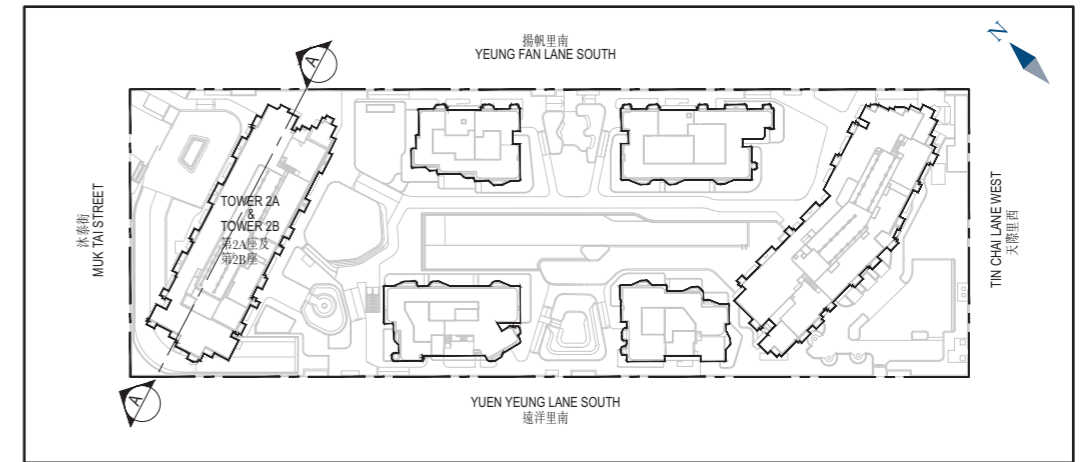 揚帆里南
YEUNG FAN LANE SOUTH
N
A
沐泰街
MUK TAI STREET
TOWER 2A
&
TOWER 2B
第2A座及
第2B座
TIN CHAI LANE WEST
天際里西
A
YUEN YEUNG LANE SOUTH
遠洋里南